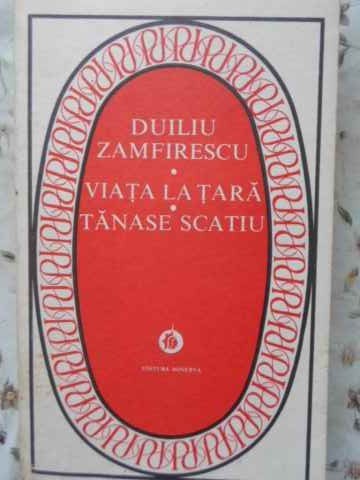 DUILIU
ZAMFIRESCU
•
VIAȚA LA ȚARĂ
•
TĂNASE SCATIU
EDITURA MINERVA